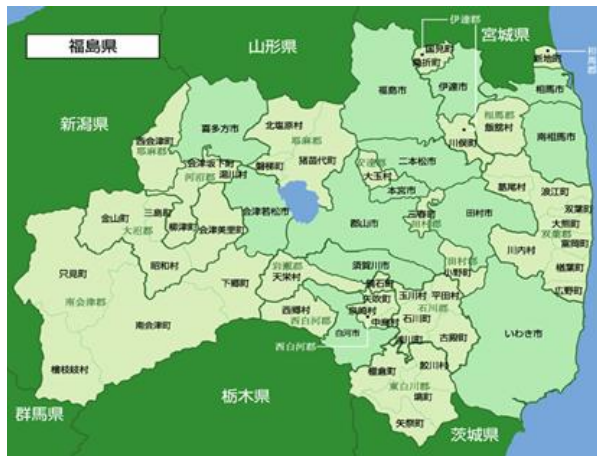 福島県
山形県
宮城県
新潟県
群馬県
栃木県
茨城県
伊達郡
国見町
桑折町
新地町
相馬郡
福島市
伊達市
相馬市
川俣町
相馬郡
飯舘村
南相馬市
喜多方市
北塩原村
耶麻郡
猪苗代町
磐梯町
西会津町
耶麻郡
会津坂下町
河沼郡
湯川村
安達郡
大玉村
二本松市
本宮市
葛尾村
浪江町
双葉町
大熊町
双葉郡
富岡町
楢葉町
広野町
川内村
田村市
三春町
田村郡
郡山市
会津若松市
金山町
三島町
大沼郡
柳津町
会津美里町
昭和村
只見町
南会津郡
南会津町
檜枝岐村
下郷町
岩瀬郡
天栄村
須賀川市
鏡石町
田村郡
小野町
西郷村
西白河郡
西白河郡
白河市
矢吹町
泉崎村
中島村
玉川村
平田村
石川郡
石川町
古殿町
浅川町
いわき市
棚倉町
鮫川村
東白川郡
塙町
矢祭町